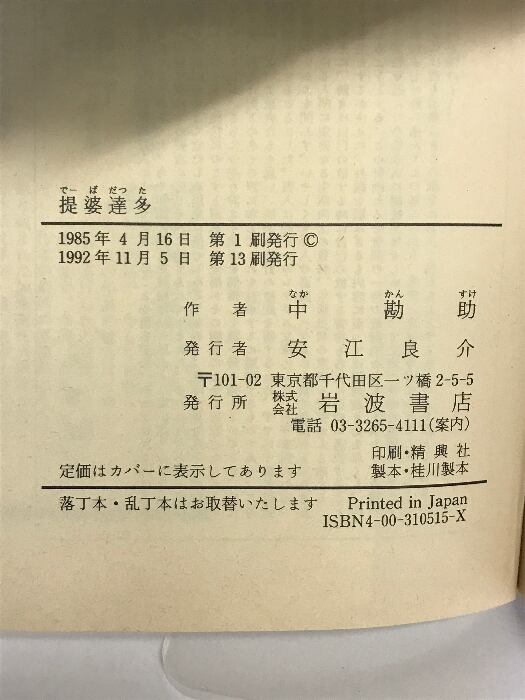 でーばだつた
提婆達多
1985年4月16日 第1刷発行©
1992年11月5日 第13刷発行
なか かん すけ
作者 中勘助
発行者 安江良介
〒101-02 東京都千代田区一ツ橋2-5-5
発行所 株式会社 岩波書店
電話 03-3265-4111(案内)
印刷・精興社
定価はカバーに表示してあります 製本・桂川製本
落丁本・乱丁本はお取替いたします Printed in Japan
ISBN4-00-310515-X